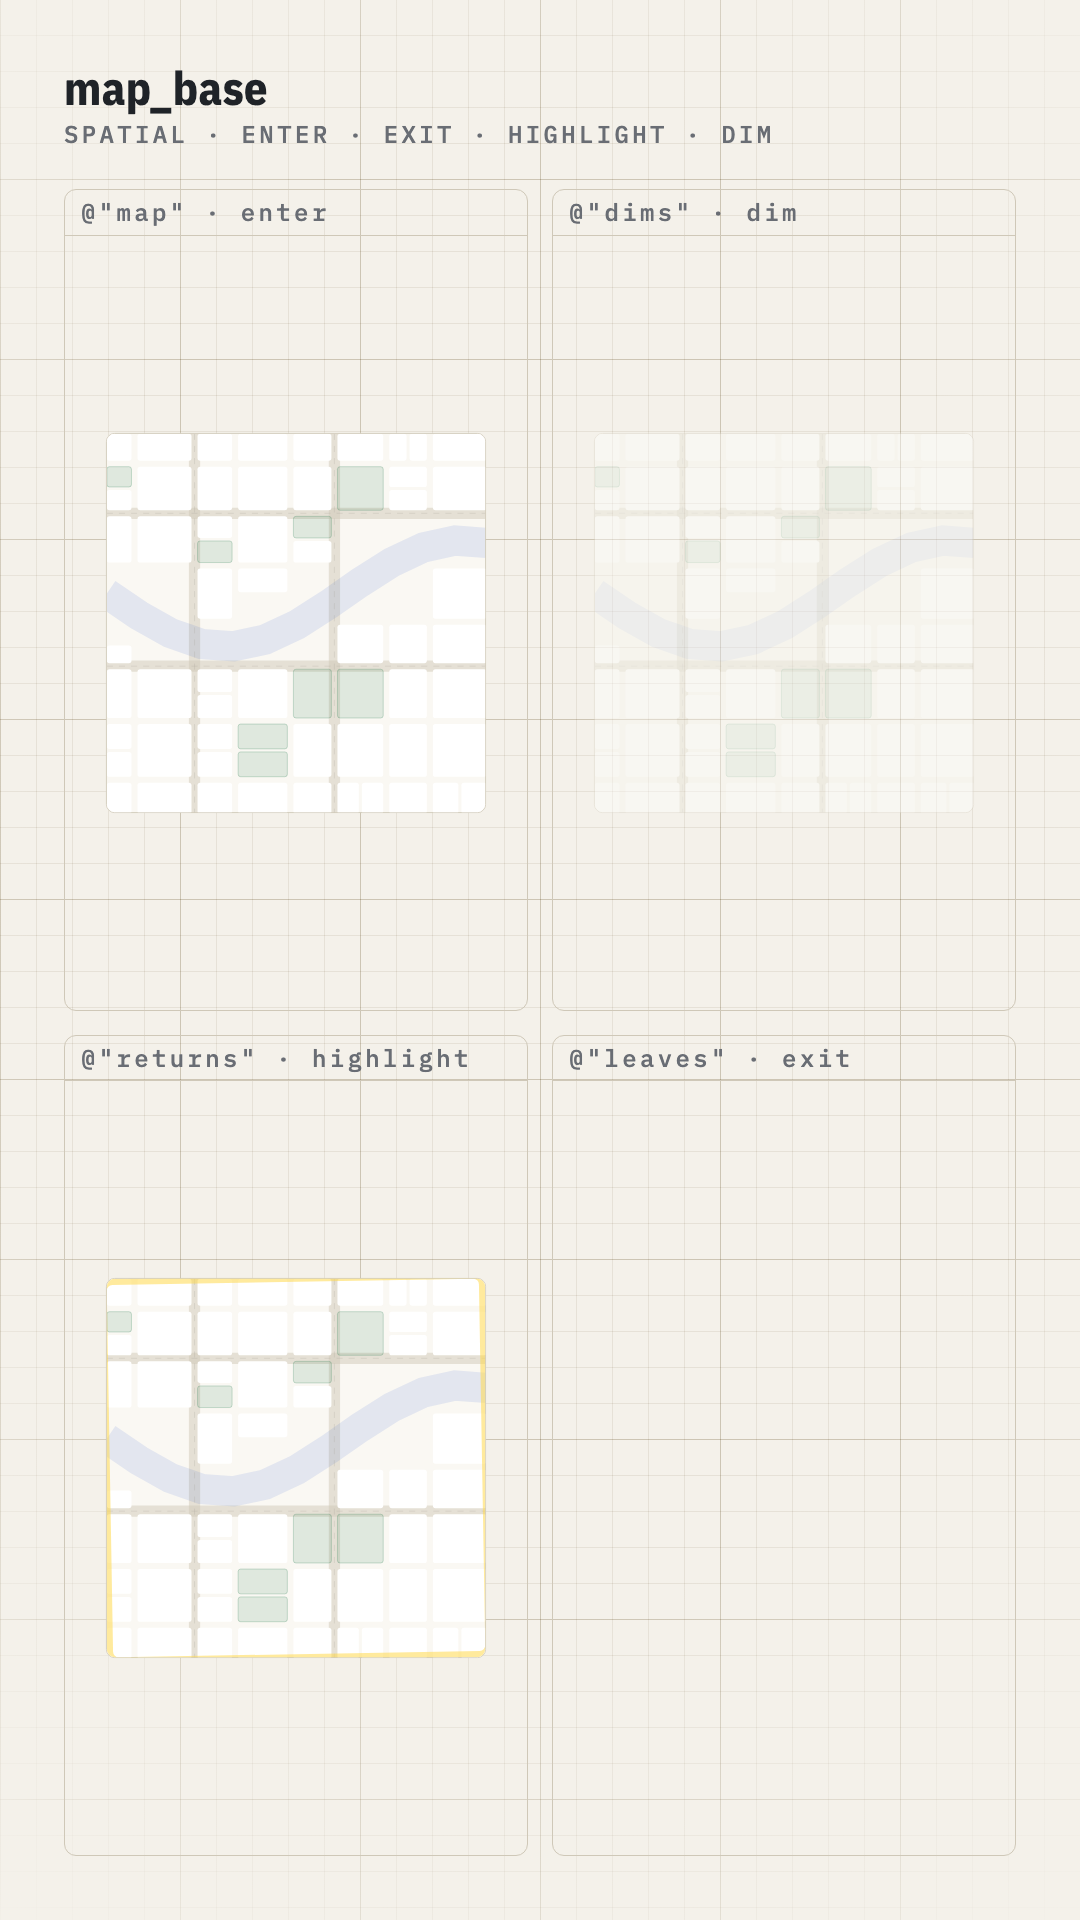 map_base
SPATIAL · ENTER · EXIT · HIGHLIGHT · DIM
@"map" · enter
@"dims" · dim
@"returns" · highlight
@"leaves" · exit